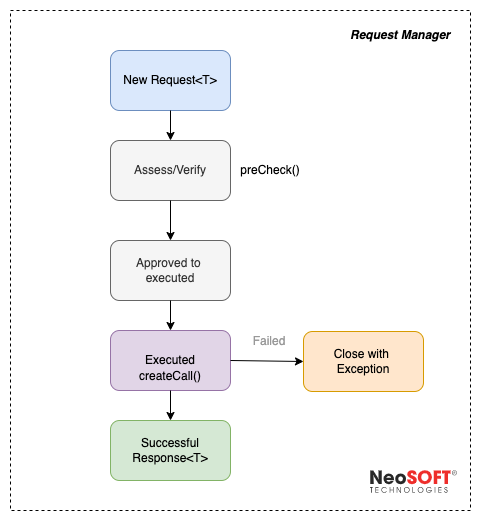 Request Manager
New Request<T>
Assess/Verify
preCheck()
Approved to
executed
Executed
createCall()
Failed
Close with
Exception
Successful
Response<T>
NeoSOFT®
TECHNOLOGIES